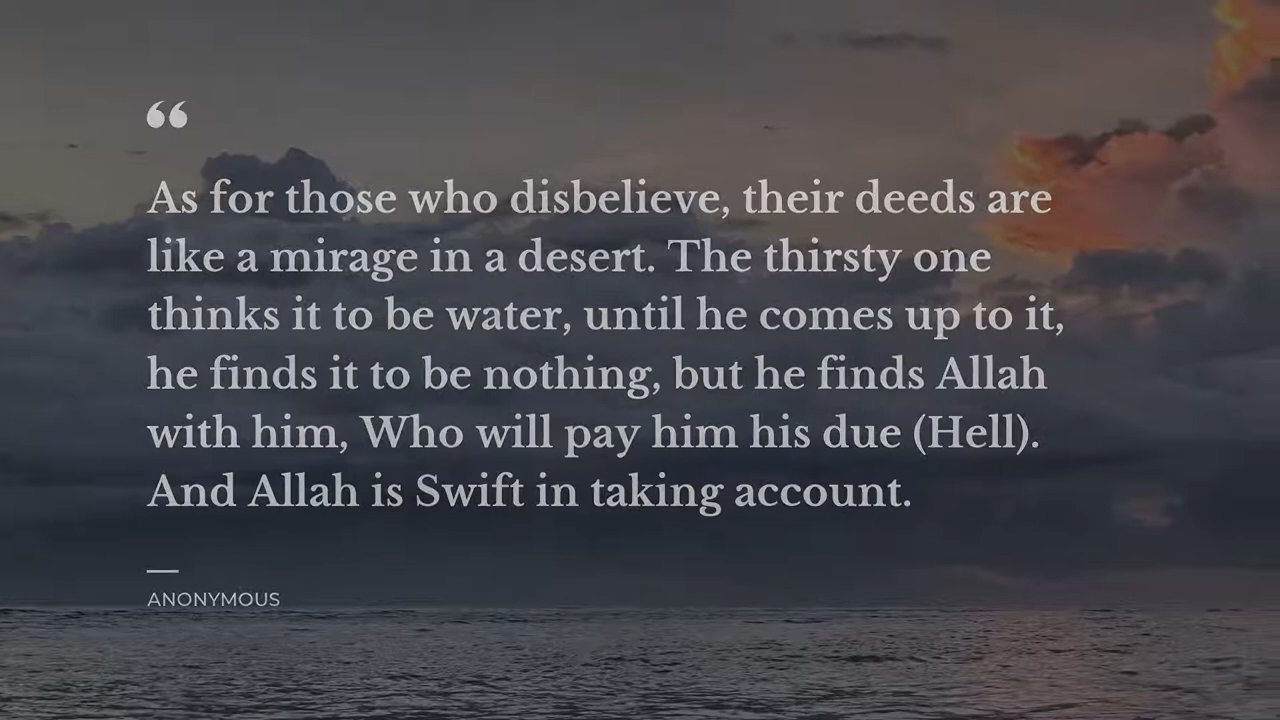 “
As for those who disbelieve, their deeds are
like a mirage in a desert. The thirsty one
thinks it to be water, until he comes up to it,
he finds it to be nothing, but he finds Allah
with him, Who will pay him his due (Hell).
And Allah is Swift in taking account.
—
ANONYMOUS